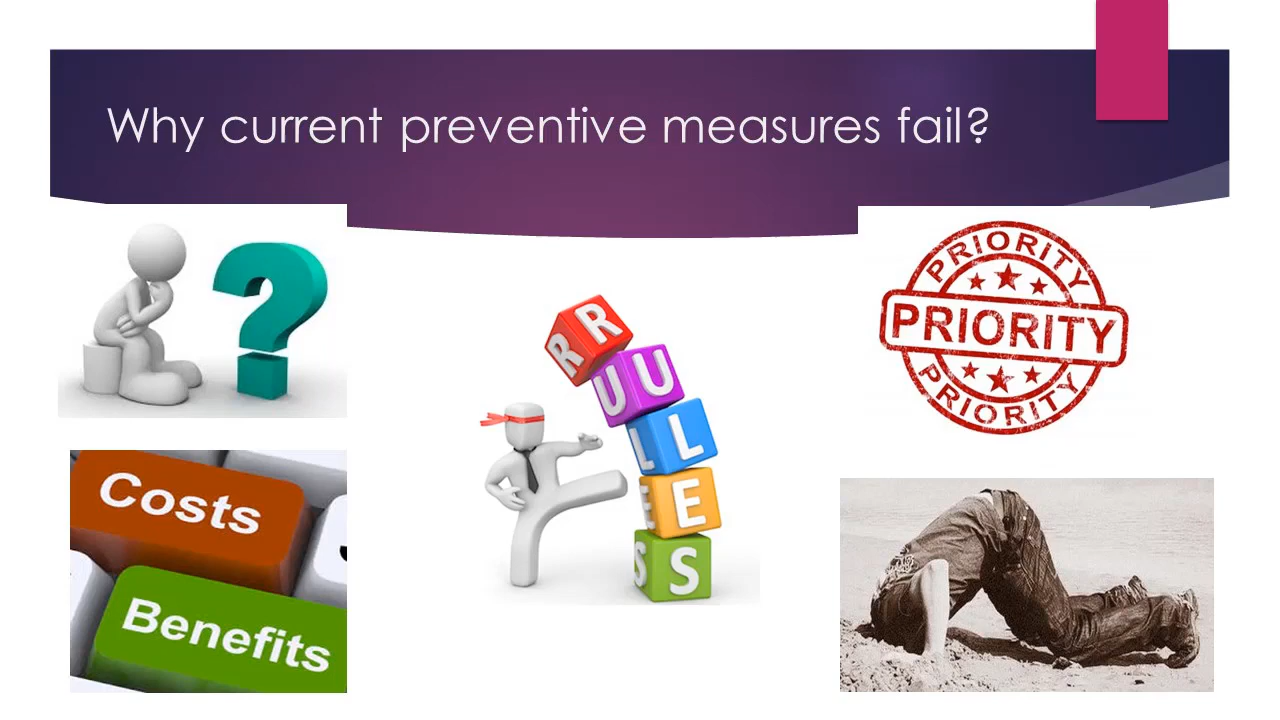 Why current preventive measures fail?
PRIORITY
PRIORITY
PRIORITY
R R
U U
L L
E E
S S
Costs
Benefits